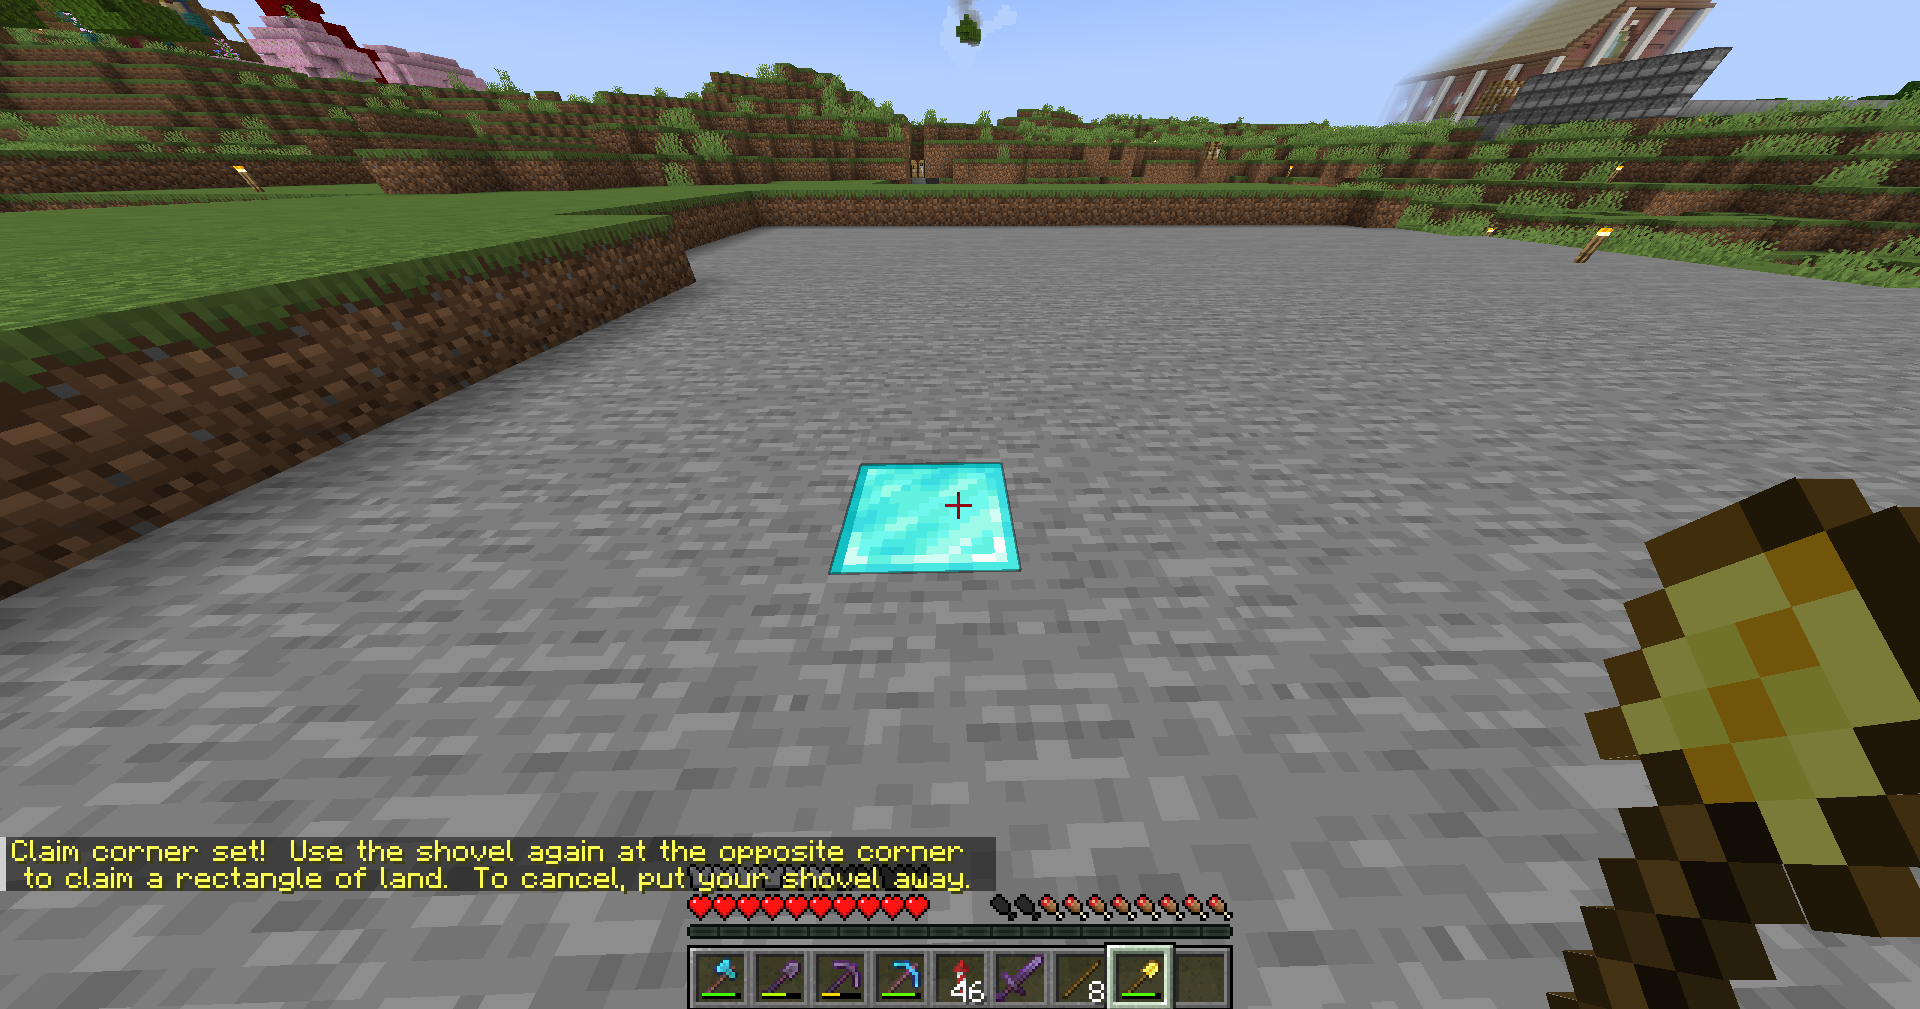 Claim corner set!  Use the shovel again at the opposite corner
to claim a rectangle of land.  To cancel, put your shovel away.
46
8